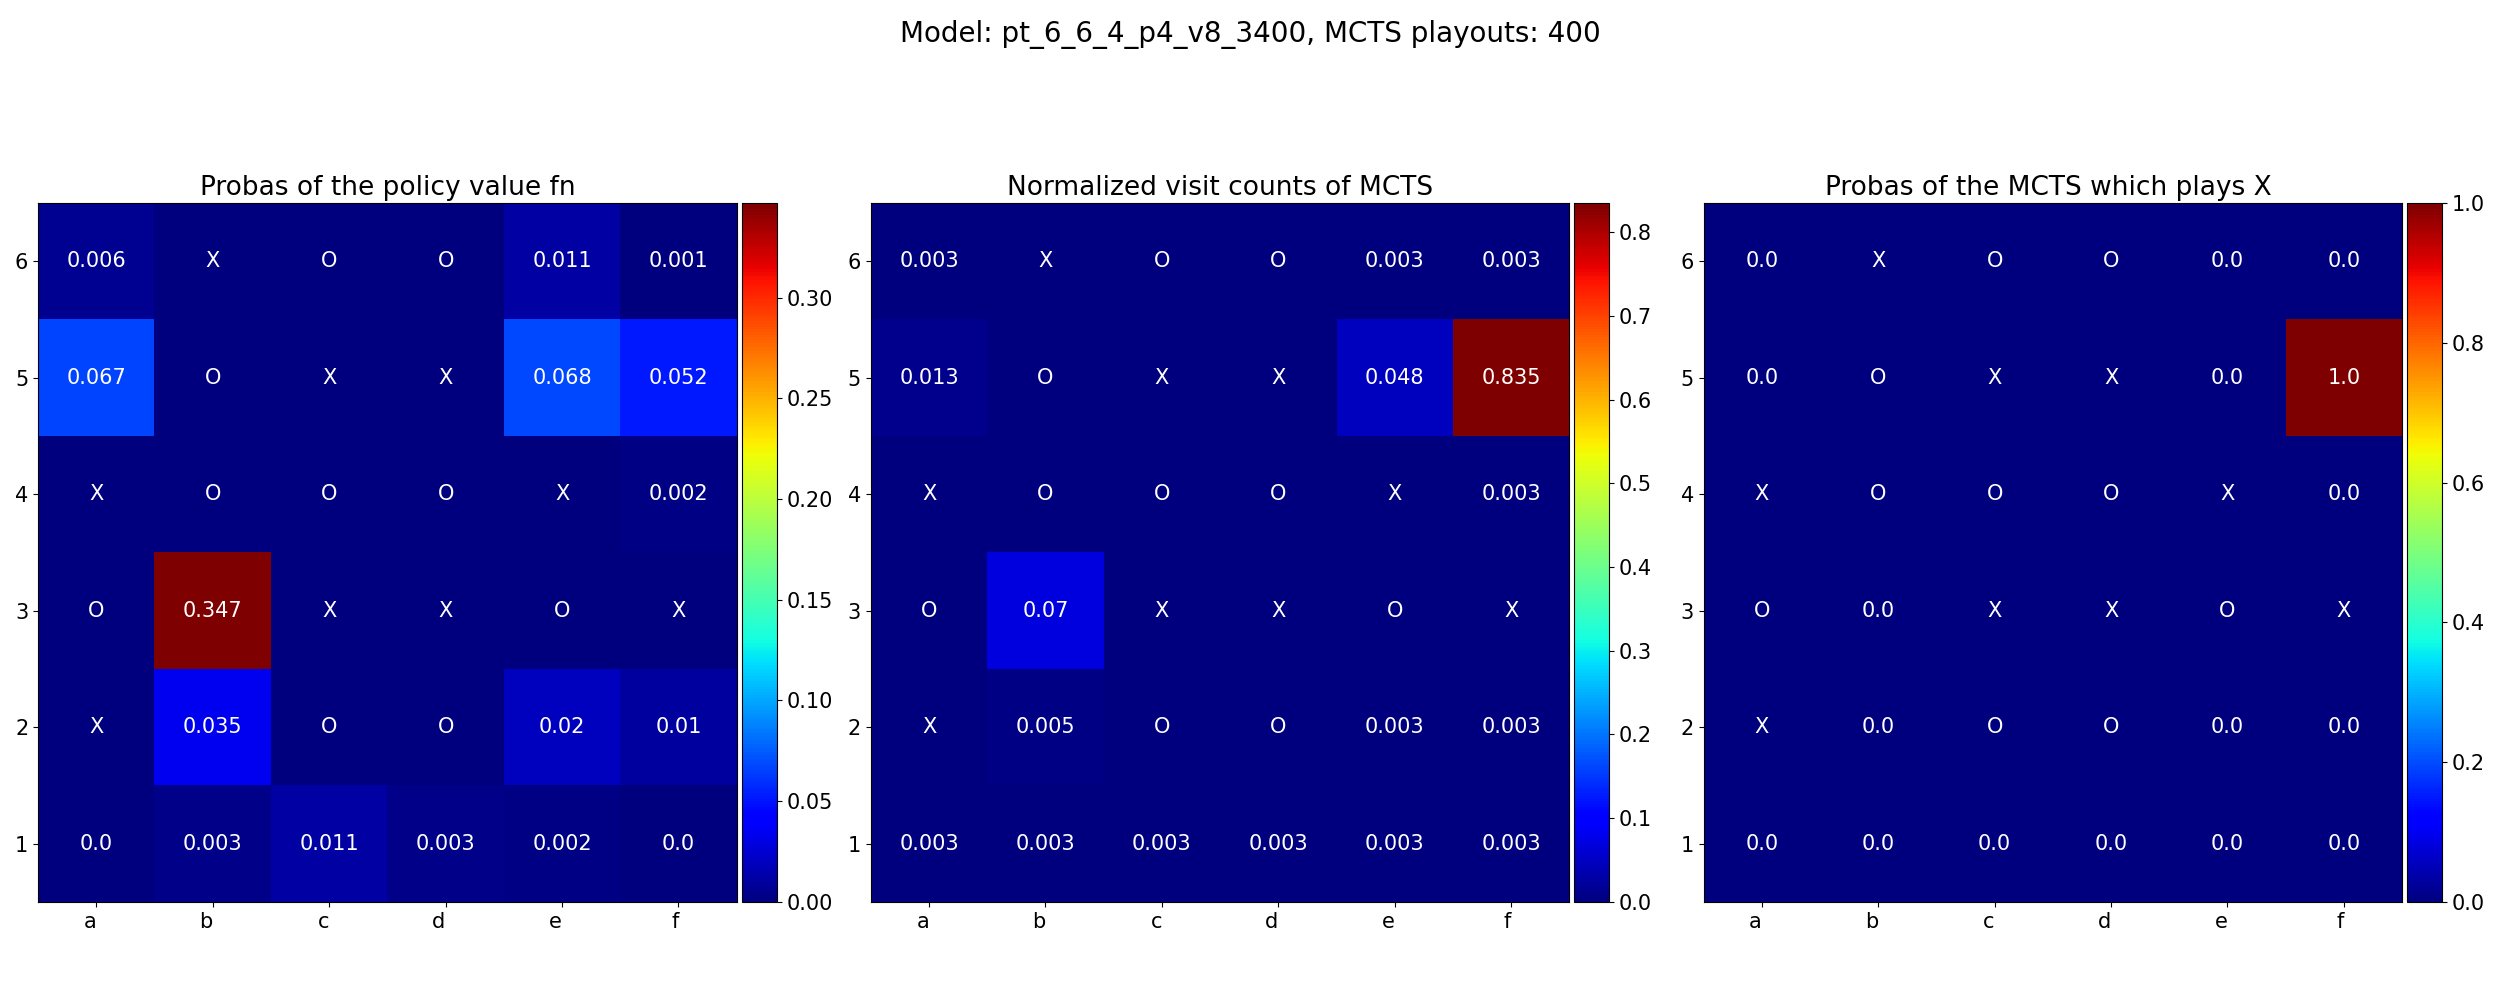 Model: pt_6_6_4_p4_v8_3400, MCTS playouts: 400
Probas of the policy value fn
6 0.006 X O O 0.011 0.001
5 0.067 O X X 0.068 0.052
4 X O O O X 0.002
3 O 0.347 X X O X
2 X 0.035 O O 0.02 0.01
1 0.0 0.003 0.011 0.003 0.002 0.0
a b c d e f
0.30
0.25
0.20
0.15
0.10
0.05
0.00
Normalized visit counts of MCTS
6 0.003 X O O 0.003 0.003
5 0.013 O X X 0.048 0.835
4 X O O O X 0.003
3 O 0.07 X X O X
2 X 0.005 O O 0.003 0.003
1 0.003 0.003 0.003 0.003 0.003 0.003
a b c d e f
0.8
0.7
0.6
0.5
0.4
0.3
0.2
0.1
0.0
Probas of the MCTS which plays X
6 0.0 X O O 0.0 0.0
5 0.0 O X X 0.0 1.0
4 X O O O X 0.0
3 O 0.0 X X O X
2 X 0.0 O O 0.0 0.0
1 0.0 0.0 0.0 0.0 0.0 0.0
a b c d e f
1.0
0.8
0.6
0.4
0.2
0.0